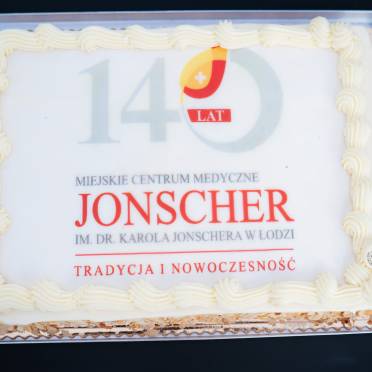 140
LAT
MIEJSKIE CENTRUM MEDYCZNE
JONSCHER
IM. DR. KAROLA JONSCHERA W ŁODZI
TRADYCJA I NOWOCZESNOŚĆ